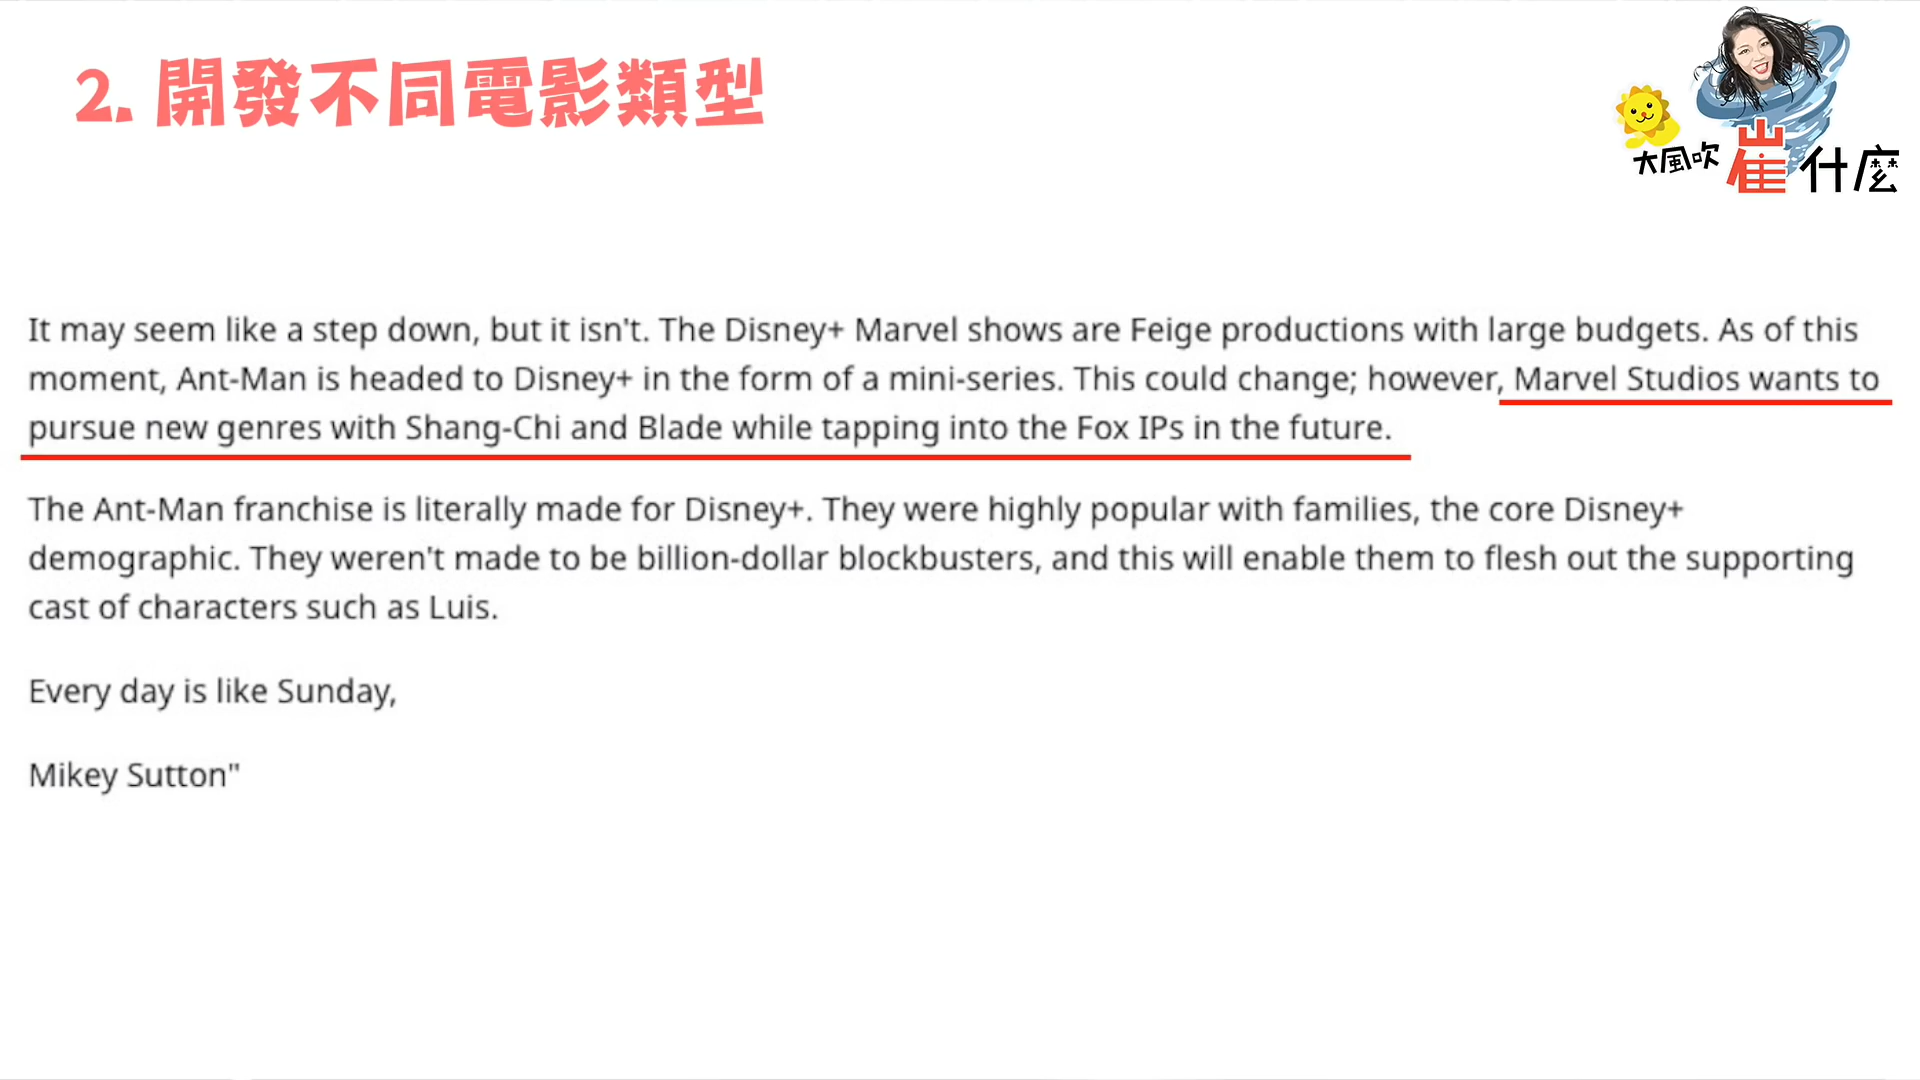 2. 開發不同電影類型
大風吹 崔什麼
It may seem like a step down, but it isn't. The Disney+ Marvel shows are Feige productions with large budgets. As of this
moment, Ant-Man is headed to Disney+ in the form of a mini-series. This could change; however, Marvel Studios wants to
pursue new genres with Shang-Chi and Blade while tapping into the Fox IPs in the future.
The Ant-Man franchise is literally made for Disney+. They were highly popular with families, the core Disney+
demographic. They weren't made to be billion-dollar blockbusters, and this will enable them to flesh out the supporting
cast of characters such as Luis.
Every day is like Sunday,
Mikey Sutton"